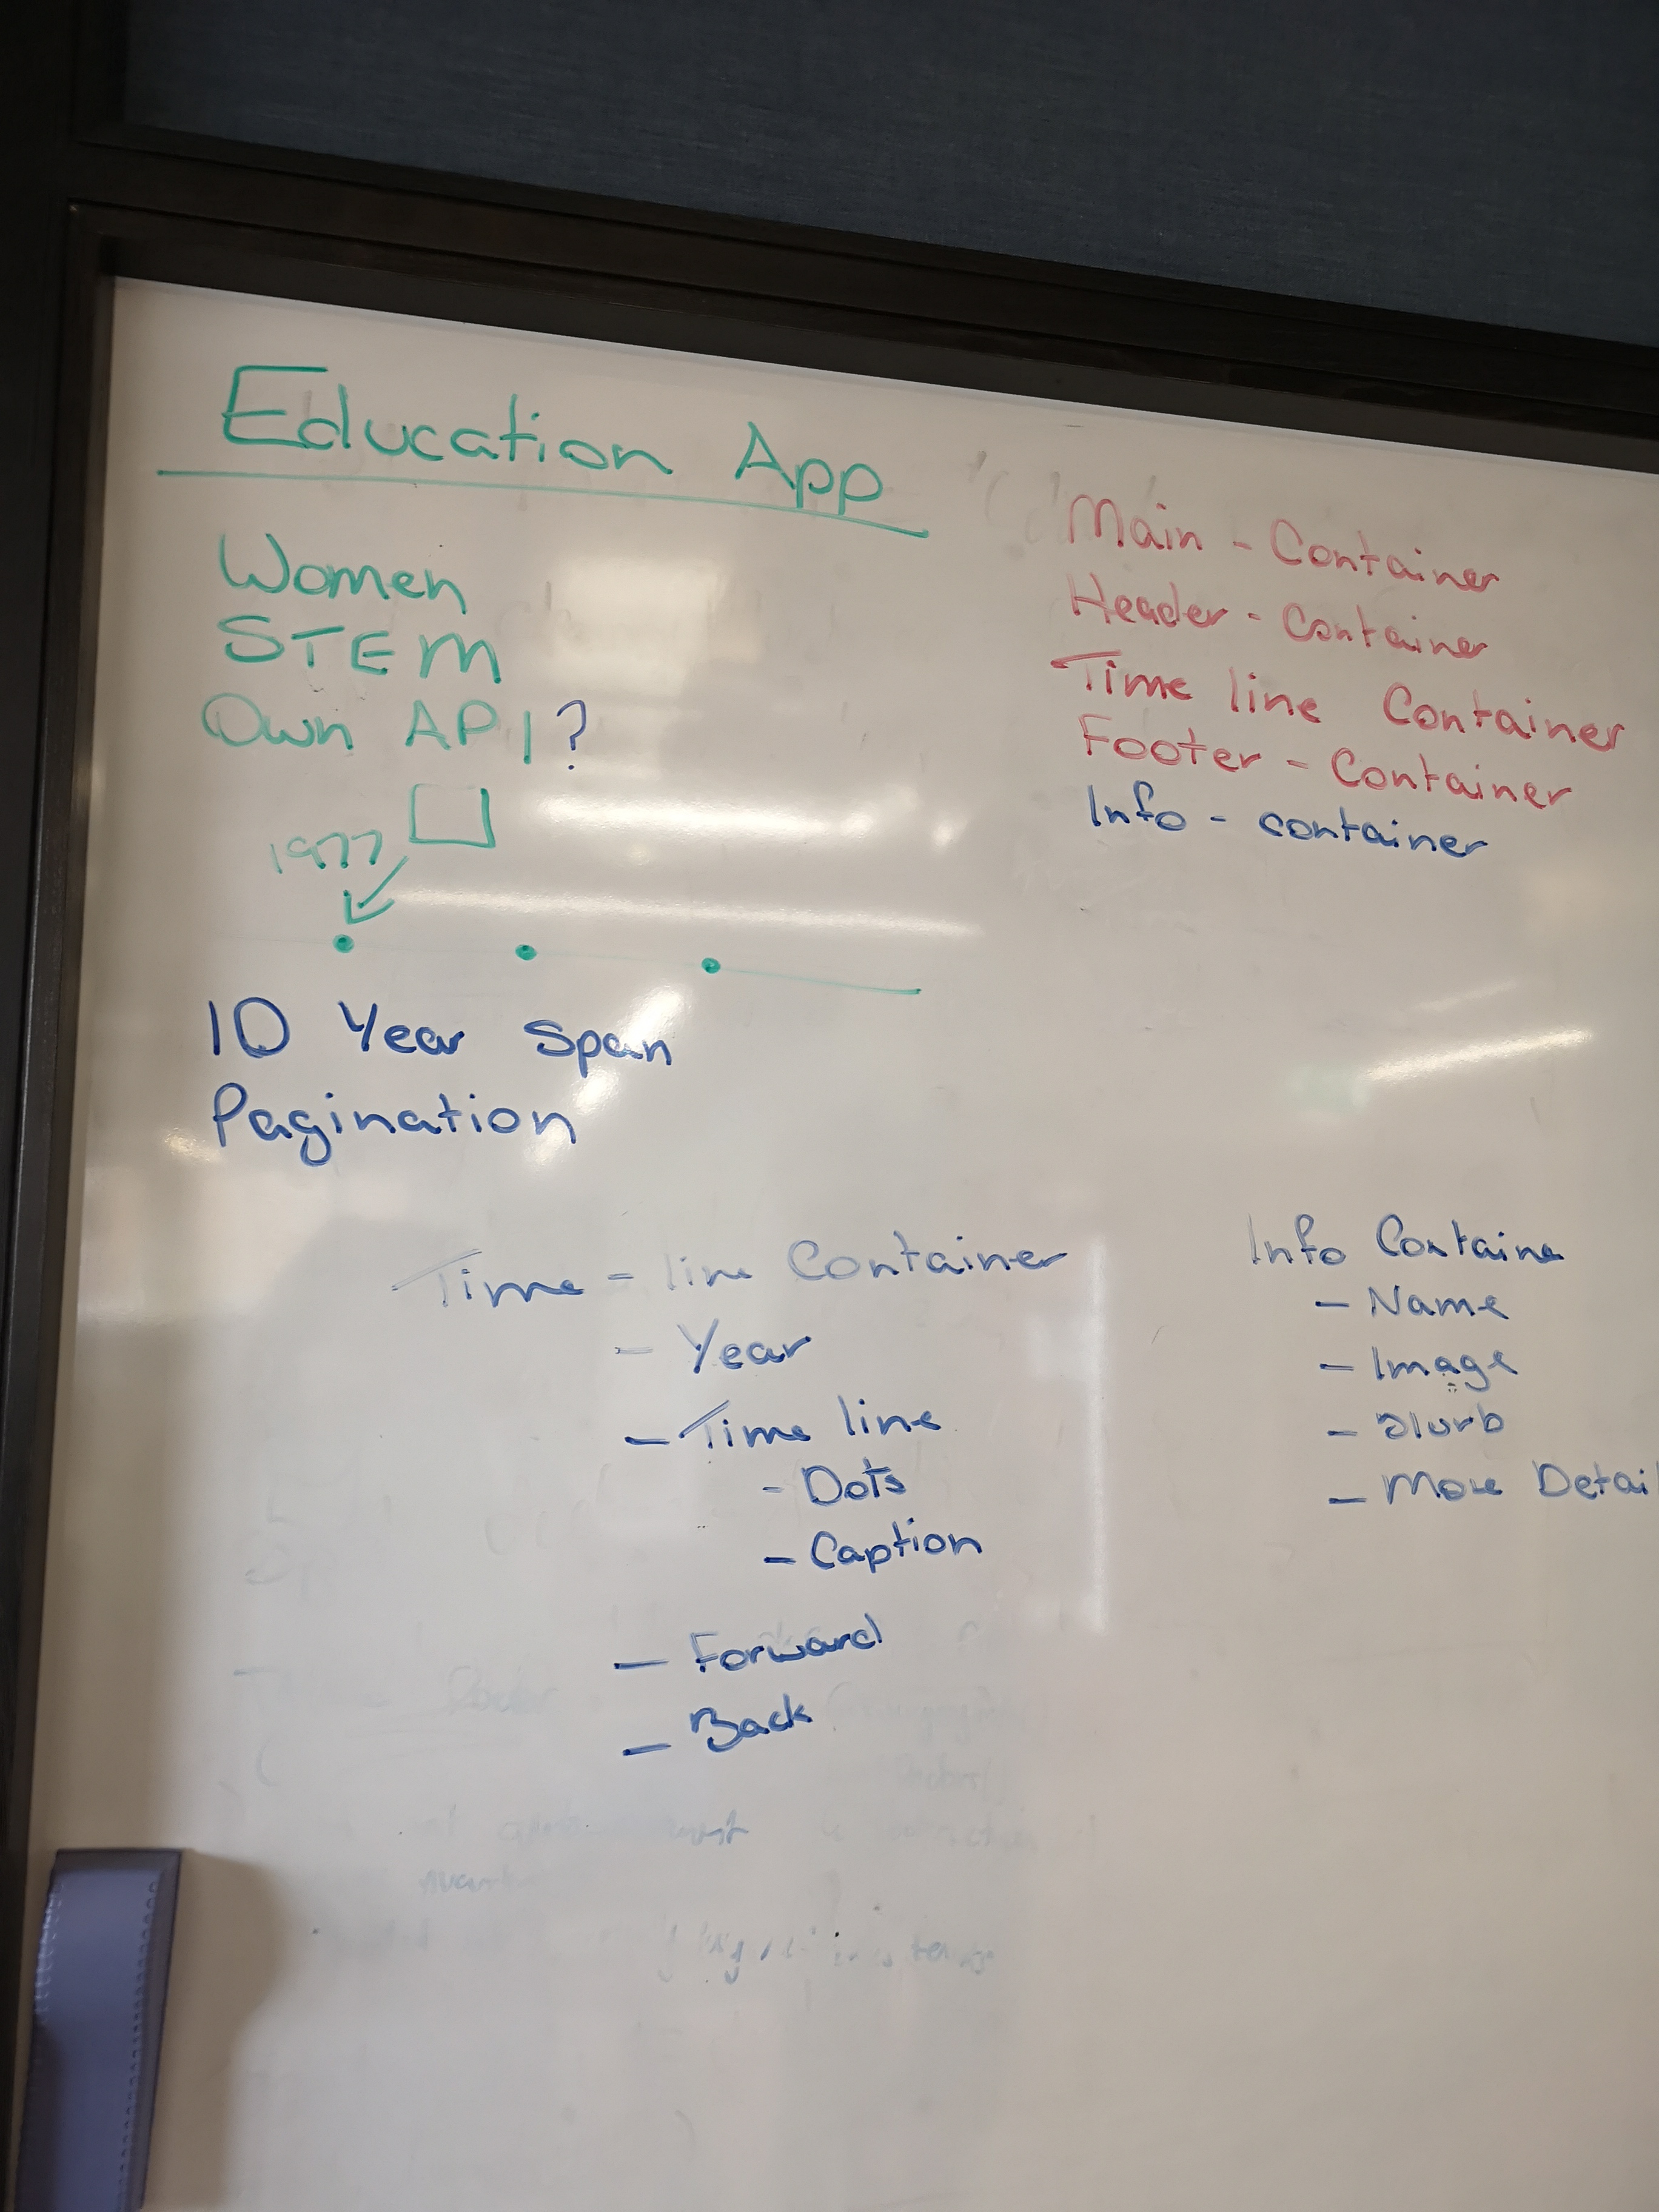 Education App
Women
STEM
Own API?
1977
10 Year Span
Pagination
Main - Container
Header - Container
Time line Container
Footer - Container
Info - container
Time - line Container
- Year
- Time line
- Dots
- Caption
- Forward
- Back
Info Containe
- Name
- Image
- Blurb
- More Detail